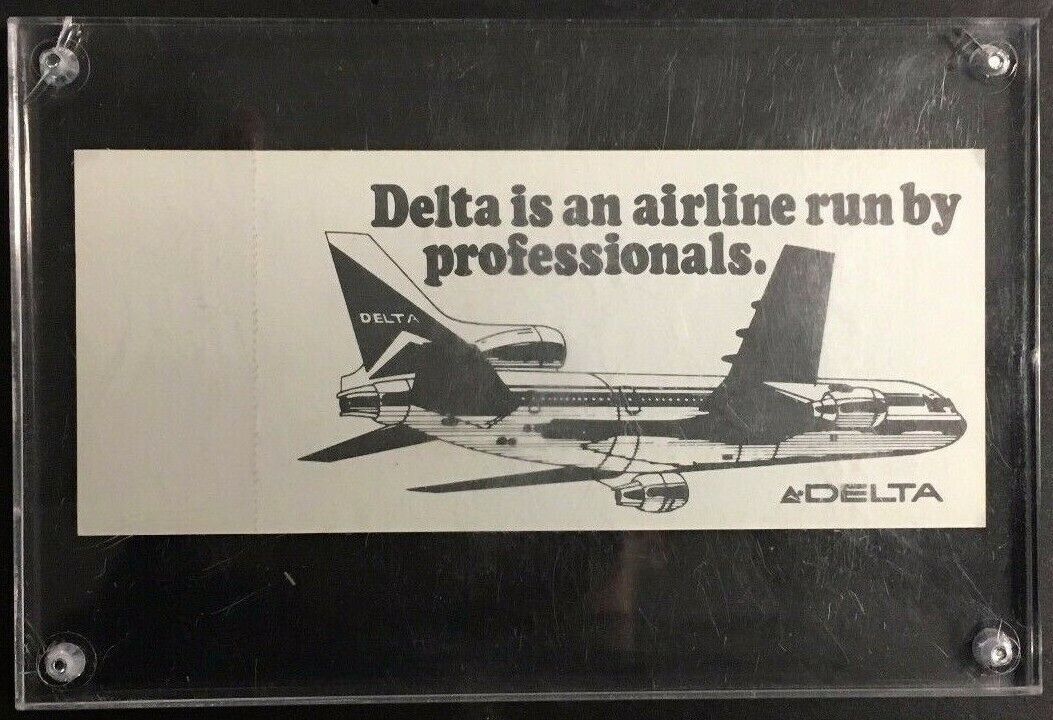 Delta is an airline run by
professionals.
DELTA
DELTA